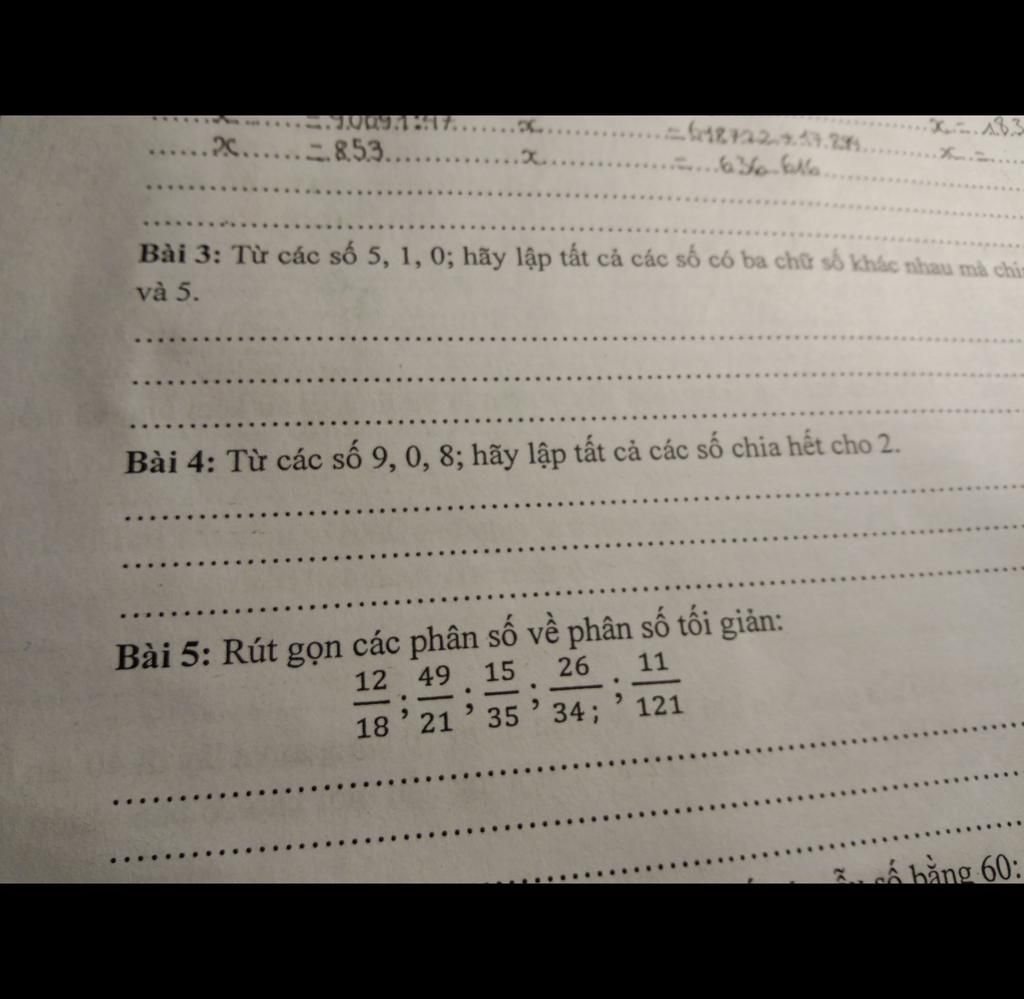 x = 853 x = 636 616 x =
Bài 3: Từ các số 5, 1, 0; hãy lập tất cả các số có ba chữ số khác nhau mà
và 5.
Bài 4: Từ các số 9, 0, 8; hãy lập tất cả các số chia hết cho 2.
Bài 5: Rút gọn các phân số về phân số tối giản:
12/18 ; 49/21 ; 15/35 ; 26/34; ; 11/121
số bằng 60: